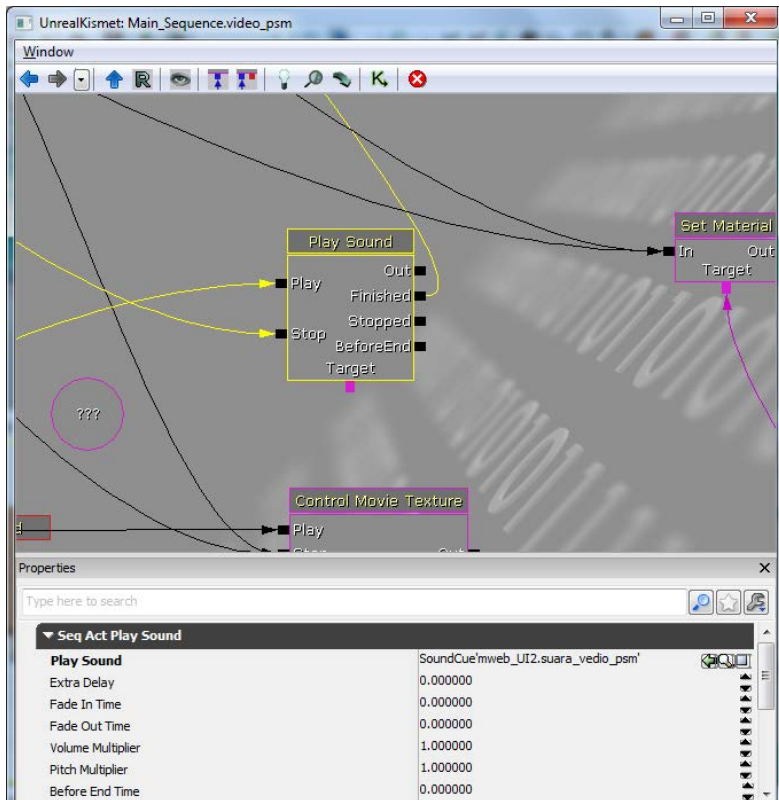 UnrealKismet: Main_Sequence.video_psm
Window
R
K
Play Sound
Out
Play
Finished
Stopped
Stop
BeforeEnd
Target
Set Material
In Out
Target
???
Control Movie Texture
Play
Properties
Type here to search
Seq Act Play Sound
Play Sound SoundCue'mweb_UI2.suara_vedio_psm'
Extra Delay 0.000000
Fade In Time 0.000000
Fade Out Time 0.000000
Volume Multiplier 1.000000
Pitch Multiplier 1.000000
Before End Time 0.000000